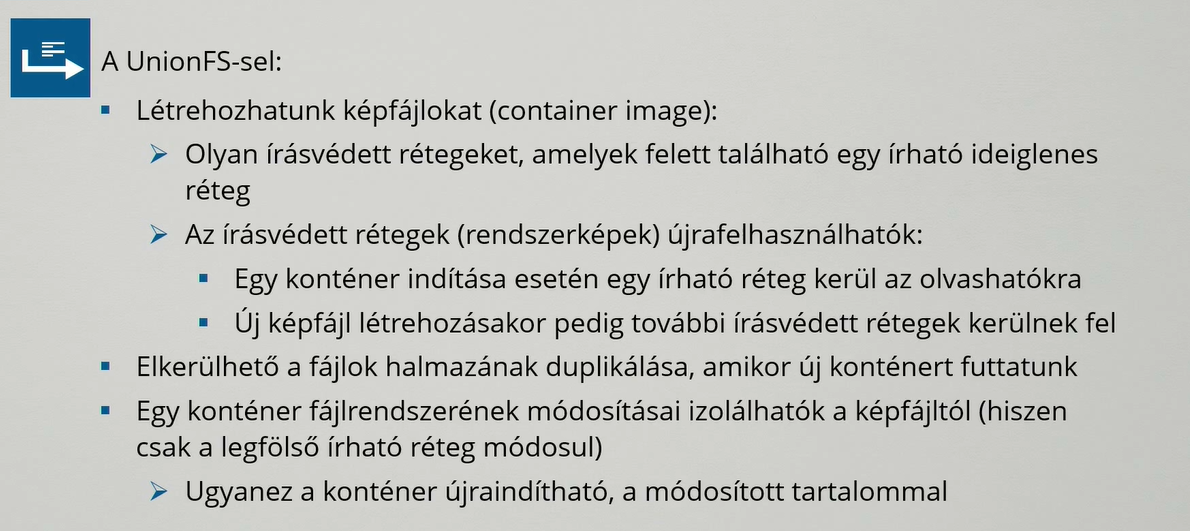 A UnionFS-sel:
Létrehozhatunk képfájlokat (container image):
Olyan írásvédett rétegeket, amelyek felett található egy írható ideiglenes
réteg
Az írásvédett rétegek (rendszerképek) újrafelhasználhatók:
Egy konténer indítása esetén egy írható réteg kerül az olvashatókra
Új képfájl létrehozásakor pedig további írásvédett rétegek kerülnek fel
Elkerülhető a fájlok halmazának duplikálása, amikor új konténert futtatunk
Egy konténer fájlrendszerének módosításai izolálhatók a képfájltól (hiszen
csak a legfölső írható réteg módosul)
Ugyanez a konténer újraindítható, a módosított tartalommal